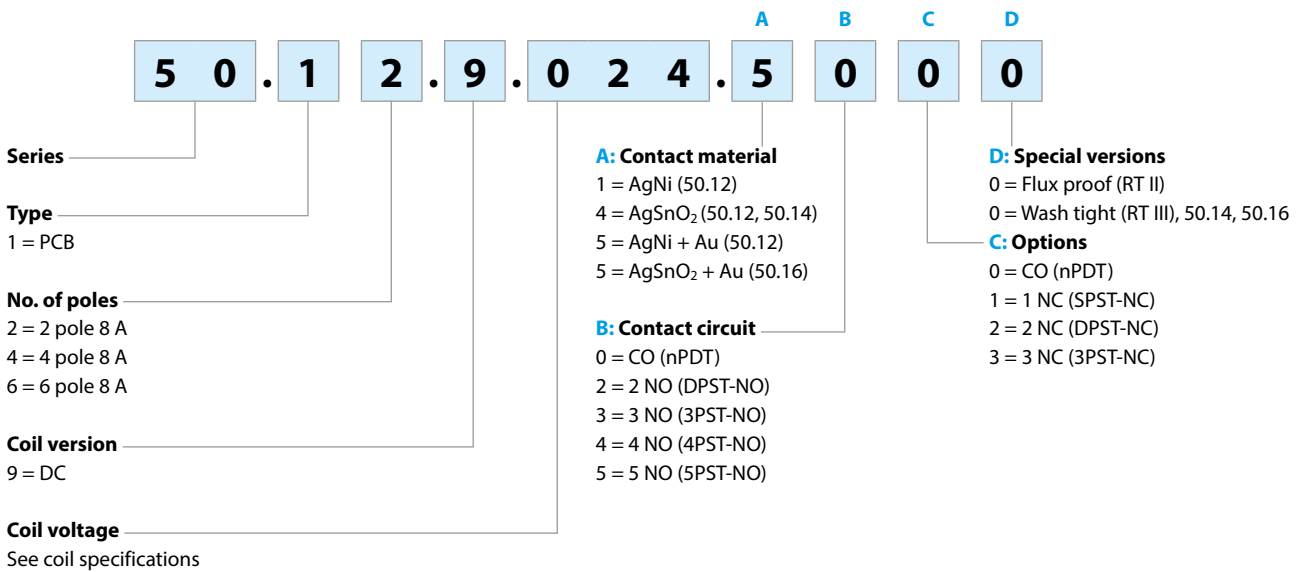 A B C D
5 0 . 1 2 . 9 . 0 2 4 . 5 0 0 0
Series
Type
1 = PCB
No. of poles
2 = 2 pole 8 A
4 = 4 pole 8 A
6 = 6 pole 8 A
Coil version
9 = DC
Coil voltage
See coil specifications
A: Contact material
1 = AgNi (50.12)
4 = AgSnO₂ (50.12, 50.14)
5 = AgNi + Au (50.12)
5 = AgSnO₂ + Au (50.16)
B: Contact circuit
0 = CO (nPDT)
2 = 2 NO (DPST-NO)
3 = 3 NO (3PST-NO)
4 = 4 NO (4PST-NO)
5 = 5 NO (5PST-NO)
D: Special versions
0 = Flux proof (RT II)
0 = Wash tight (RT III), 50.14, 50.16
C: Options
0 = CO (nPDT)
1 = 1 NC (SPST-NC)
2 = 2 NC (DPST-NC)
3 = 3 NC (3PST-NC)